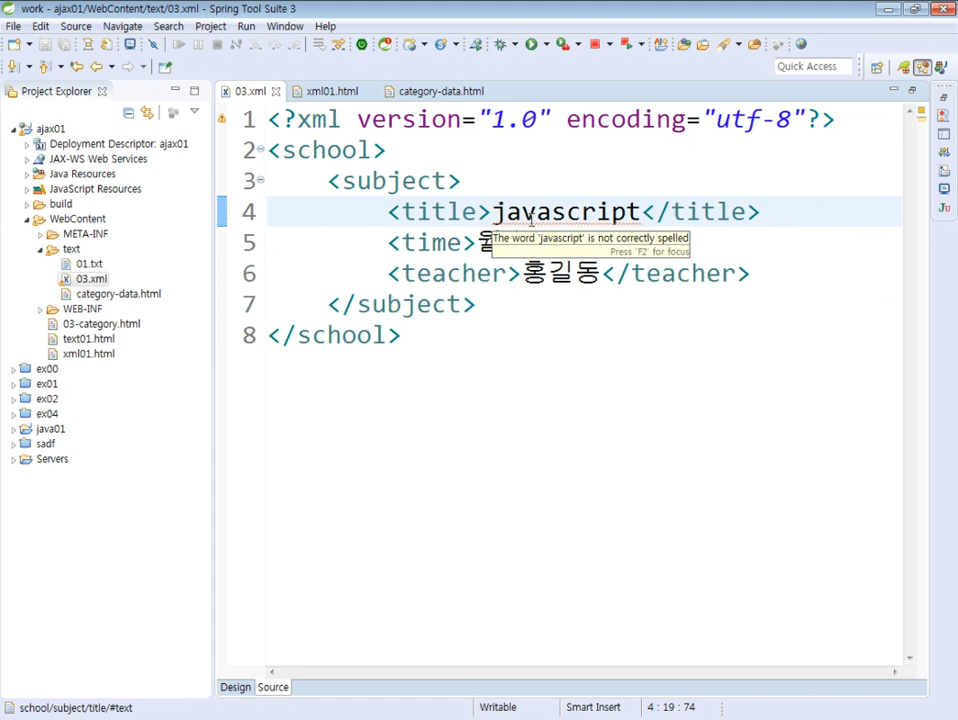 work - ajax01/WebContent/text/03.xml - Spring Tool Suite 3
File Edit Source Navigate Search Project Run Window Help
Quick Access
Project Explorer
03.xml xml01.html category-data.html
ajax01
Deployment Descriptor: ajax01
JAX-WS Web Services
Java Resources
JavaScript Resources
build
WebContent
META-INF
text
01.txt
03.xml
category-data.html
WEB-INF
03-category.html
text01.html
xml01.html
ex00
ex01
ex02
ex04
java01
sadf
Servers
1 <?xml version="1.0" encoding="utf-8"?>
2 <school>
3 <subject>
4 <title>javascript</title>
5 <time>
The word 'javascript' is not correctly spelled
Press 'F2' for focus
6 <teacher>홍길동</teacher>
7 </subject>
8 </school>
Design Source
school/subject/title/#text Writable Smart Insert 4 : 19 : 74